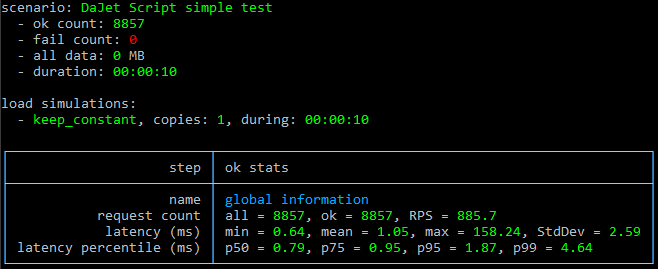 scenario: DaJet Script simple test
- ok count: 8857
- fail count: 0
- all data: 0 MB
- duration: 00:00:10
load simulations:
- keep_constant, copies: 1, during: 00:00:10
step ok stats
name global information
request count all = 8857, ok = 8857, RPS = 885.7
latency (ms) min = 0.64, mean = 1.05, max = 158.24, StdDev = 2.59
latency percentile (ms) p50 = 0.79, p75 = 0.95, p95 = 1.87, p99 = 4.64